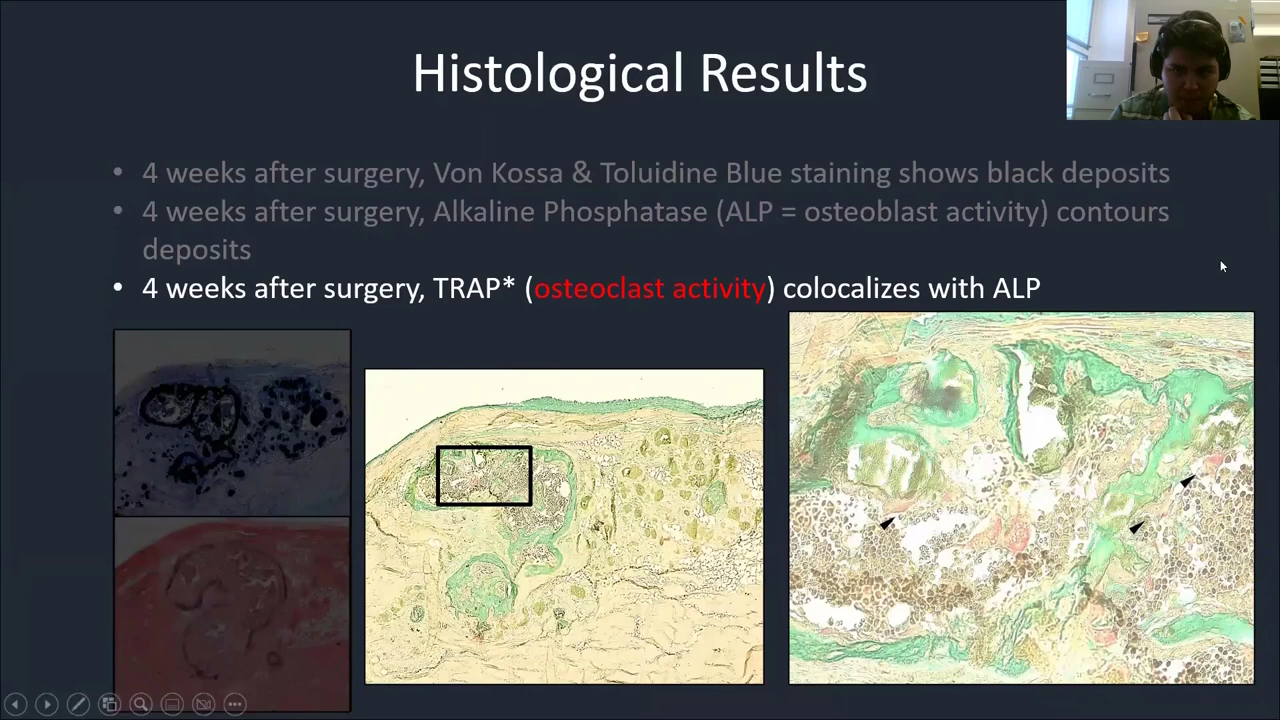 Histological Results
• 4 weeks after surgery, Von Kossa & Toluidine Blue staining shows black deposits
• 4 weeks after surgery, Alkaline Phosphatase (ALP = osteoblast activity) contours
deposits
• 4 weeks after surgery, TRAP* (osteoclast activity) colocalizes with ALP